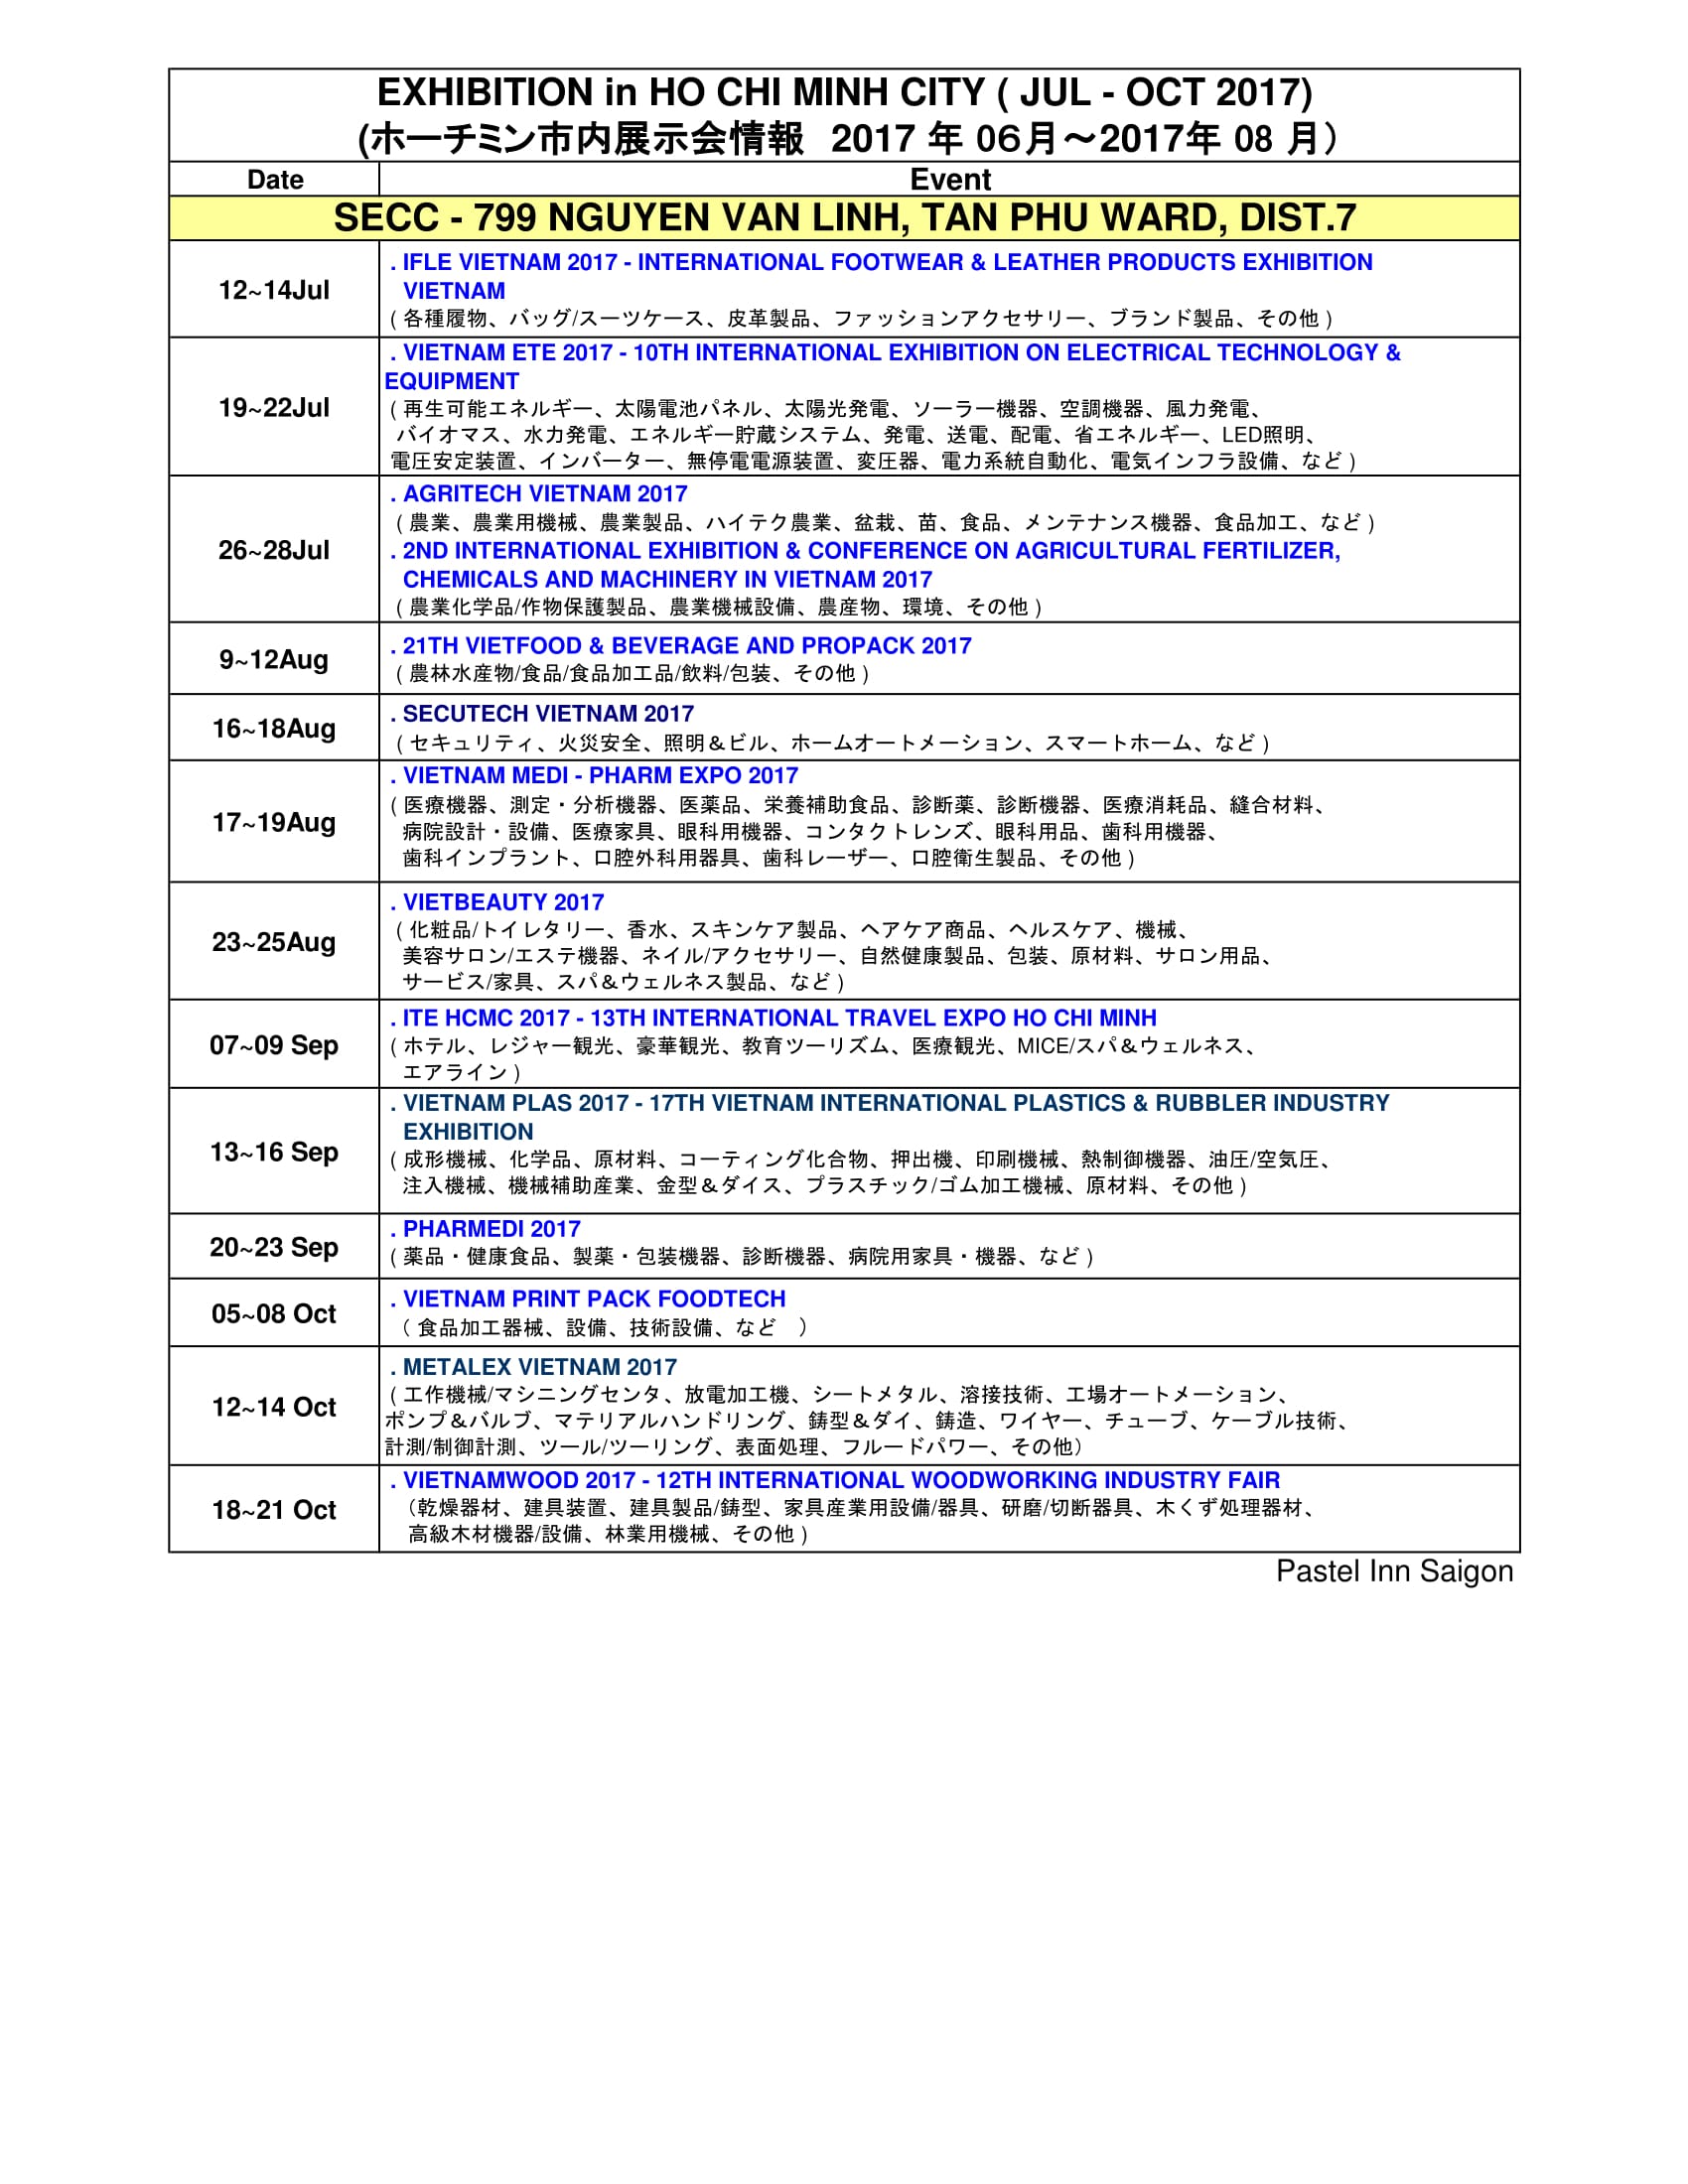 EXHIBITION in HO CHI MINH CITY ( JUL - OCT 2017)
(ホーチミン市内展示会情報　2017 年 06月～2017年 08 月）
Date
Event
SECC - 799 NGUYEN VAN LINH, TAN PHU WARD, DIST.7
12~14Jul
. IFLE VIETNAM 2017 - INTERNATIONAL FOOTWEAR & LEATHER PRODUCTS EXHIBITION
VIETNAM
( 各種履物、バッグ/スーツケース、皮革製品、ファッションアクセサリー、ブランド製品、その他 )
19~22Jul
. VIETNAM ETE 2017 - 10TH INTERNATIONAL EXHIBITION ON ELECTRICAL TECHNOLOGY &
EQUIPMENT
( 再生可能エネルギー、太陽電池パネル、太陽光発電、ソーラー機器、空調機器、風力発電、
バイオマス、水力発電、エネルギー貯蔵システム、発電、送電、配電、省エネルギー、LED照明、
電圧安定装置、インバーター、無停電電源装置、変圧器、電力系統自動化、電気インフラ設備、など )
26~28Jul
. AGRITECH VIETNAM 2017
( 農業、農業用機械、農業製品、ハイテク農業、盆栽、苗、食品、メンテナンス機器、食品加工、など )
. 2ND INTERNATIONAL EXHIBITION & CONFERENCE ON AGRICULTURAL FERTILIZER,
CHEMICALS AND MACHINERY IN VIETNAM 2017
( 農業化学品/作物保護製品、農業機械設備、農産物、環境、その他 )
9~12Aug
. 21TH VIETFOOD & BEVERAGE AND PROPACK 2017
( 農林水産物/食品/食品加工品/飲料/包装、その他 )
16~18Aug
. SECUTECH VIETNAM 2017
( セキュリティ、火災安全、照明＆ビル、ホームオートメーション、スマートホーム、など )
17~19Aug
. VIETNAM MEDI - PHARM EXPO 2017
( 医療機器、測定・分析機器、医薬品、栄養補助食品、診断薬、診断機器、医療消耗品、縫合材料、
病院設計・設備、医療家具、眼科用機器、コンタクトレンズ、眼科用品、歯科用機器、
歯科インプラント、口腔外科用器具、歯科レーザー、口腔衛生製品、その他 )
23~25Aug
. VIETBEAUTY 2017
( 化粧品/トイレタリー、香水、スキンケア製品、ヘアケア商品、ヘルスケア、機械、
美容サロン/エステ機器、ネイル/アクセサリー、自然健康製品、包装、原材料、サロン用品、
サービス/家具、スパ＆ウェルネス製品、など )
07~09 Sep
. ITE HCMC 2017 - 13TH INTERNATIONAL TRAVEL EXPO HO CHI MINH
( ホテル、レジャー観光、豪華観光、教育ツーリズム、医療観光、MICE/スパ＆ウェルネス、
エアライン )
13~16 Sep
. VIETNAM PLAS 2017 - 17TH VIETNAM INTERNATIONAL PLASTICS & RUBBLER INDUSTRY
EXHIBITION
( 成形機械、化学品、原材料、コーティング化合物、押出機、印刷機械、熱制御機器、油圧/空気圧、
注入機械、機械補助産業、金型＆ダイス、プラスチック/ゴム加工機械、原材料、その他 )
20~23 Sep
. PHARMEDI 2017
( 薬品・健康食品、製薬・包装機器、診断機器、病院用家具・機器、など )
05~08 Oct
. VIETNAM PRINT PACK FOODTECH
（ 食品加工器械、設備、技術設備、など　）
12~14 Oct
. METALEX VIETNAM 2017
( 工作機械/マシニングセンタ、放電加工機、シートメタル、溶接技術、工場オートメーション、
ポンプ＆バルブ、マテリアルハンドリング、鋳型＆ダイ、鋳造、ワイヤー、チューブ、ケーブル技術、
計測/制御計測、ツール/ツーリング、表面処理、フルードパワー、その他）
18~21 Oct
. VIETNAMWOOD 2017 - 12TH INTERNATIONAL WOODWORKING INDUSTRY FAIR
（乾燥器材、建具装置、建具製品/鋳型、家具産業用設備/器具、研磨/切断器具、木くず処理器材、
高級木材機器/設備、林業用機械、その他 )
Pastel Inn Saigon